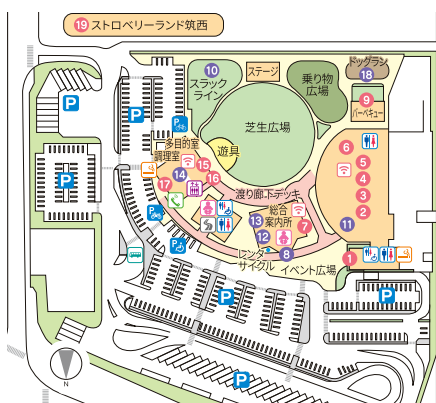 19 ストロベリーランド筑西
10
スラック
ライン
ステージ
乗り物
広場
ドッグラン
18
9
バーベキュー
P
P
P
芝生広場
遊具
多目的室
調理室
15
14
16
17
6
5
4
3
2
11
渡り廊下デッキ
総合
案内所
13
12
7
8
レンタ
サイクル
イベント広場
1
P
P
P
P
P
P
N